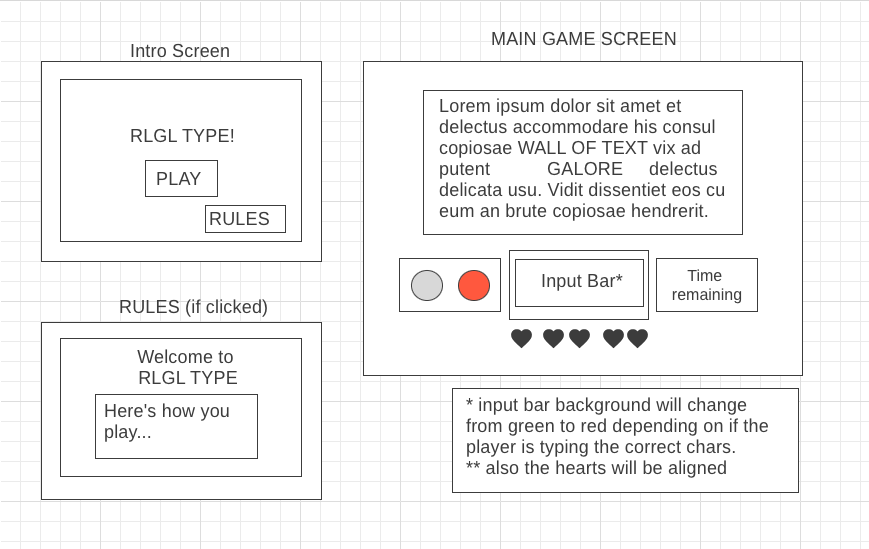 Intro Screen
RLGL TYPE!
PLAY
RULES
RULES (if clicked)
Welcome to
RLGL TYPE
Here's how you
play...
MAIN GAME SCREEN
Lorem ipsum dolor sit amet et
delectus accommodare his consul
copiosae WALL OF TEXT vix ad
putent GALORE delectus
delicata usu. Vidit dissentiet eos cu
eum an brute copiosae hendrerit.
Input Bar*
Time
remaining
* input bar background will change
from green to red depending on if the
player is typing the correct chars.
** also the hearts will be aligned